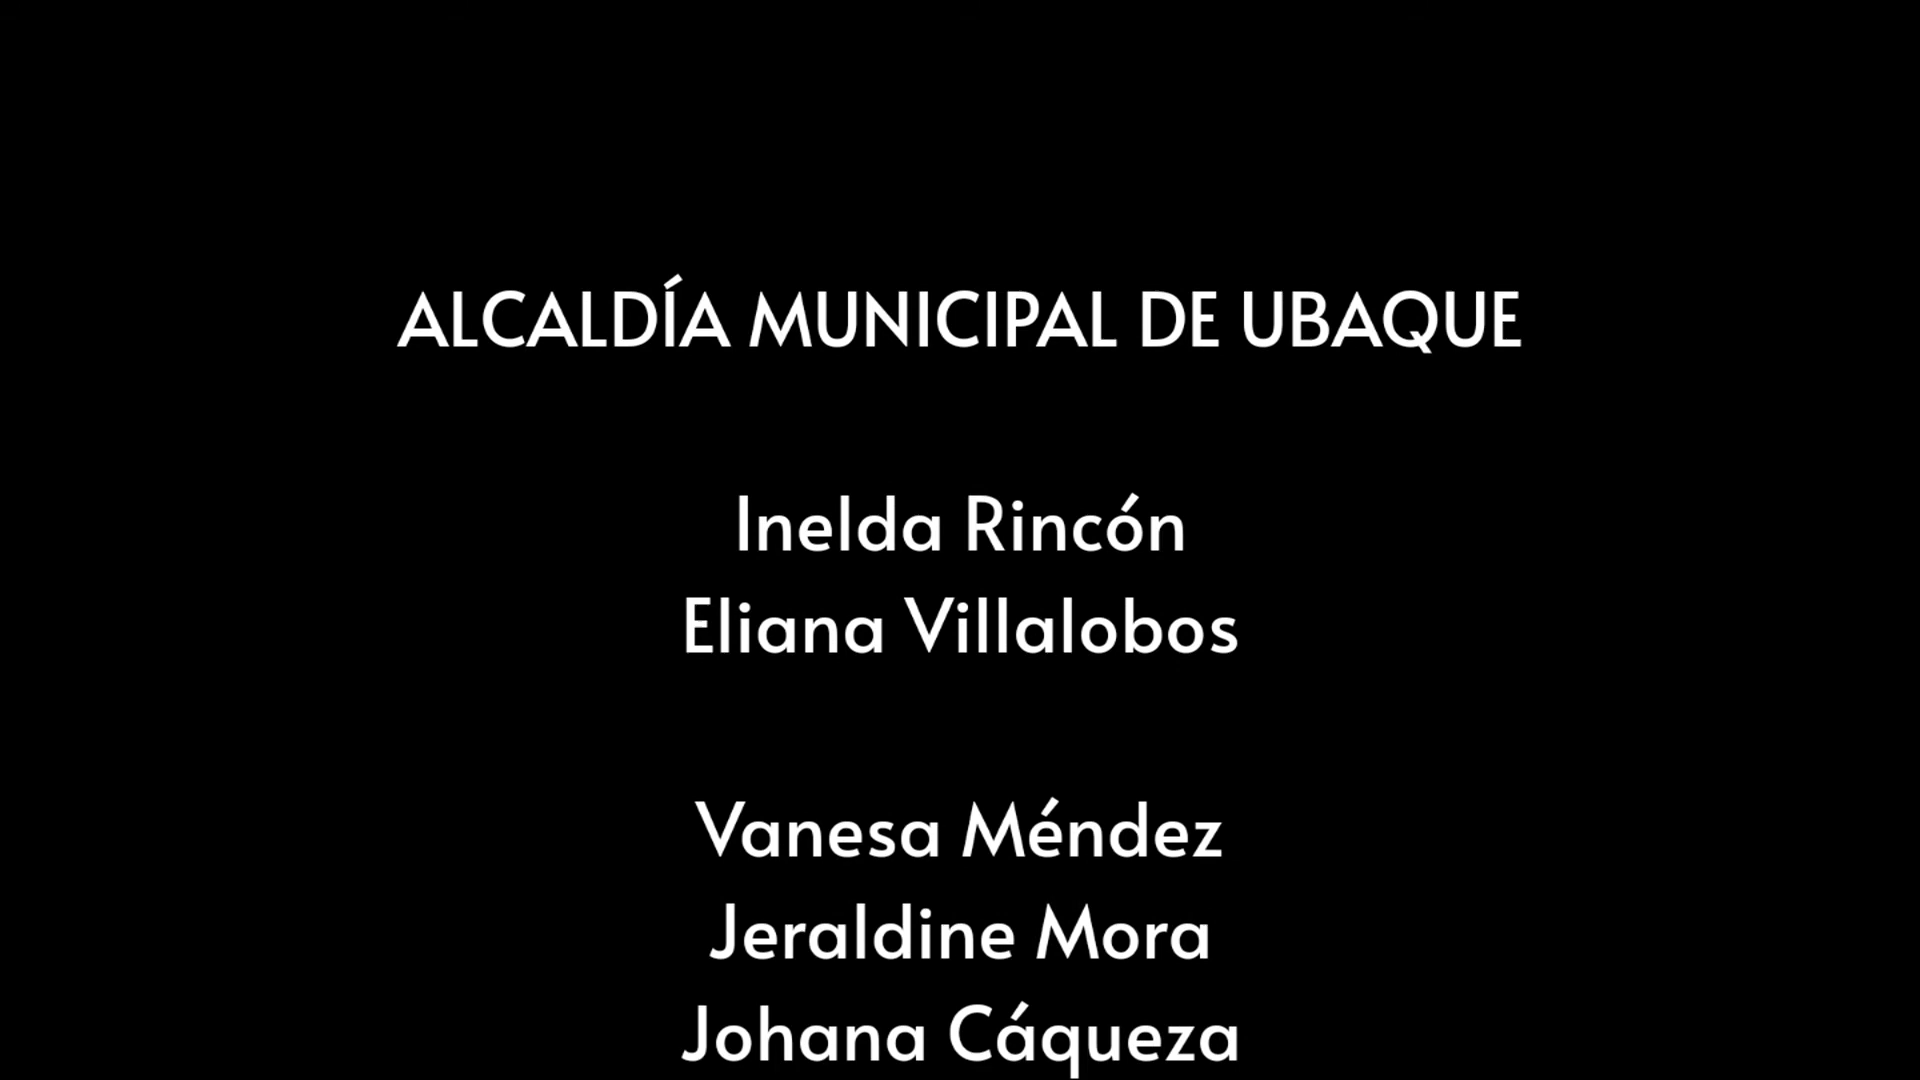 ALCALDÍA MUNICIPAL DE UBAQUE
Inelda Rincón
Eliana Villalobos
Vanesa Méndez
Jeraldine Mora
Johana Cáqueza